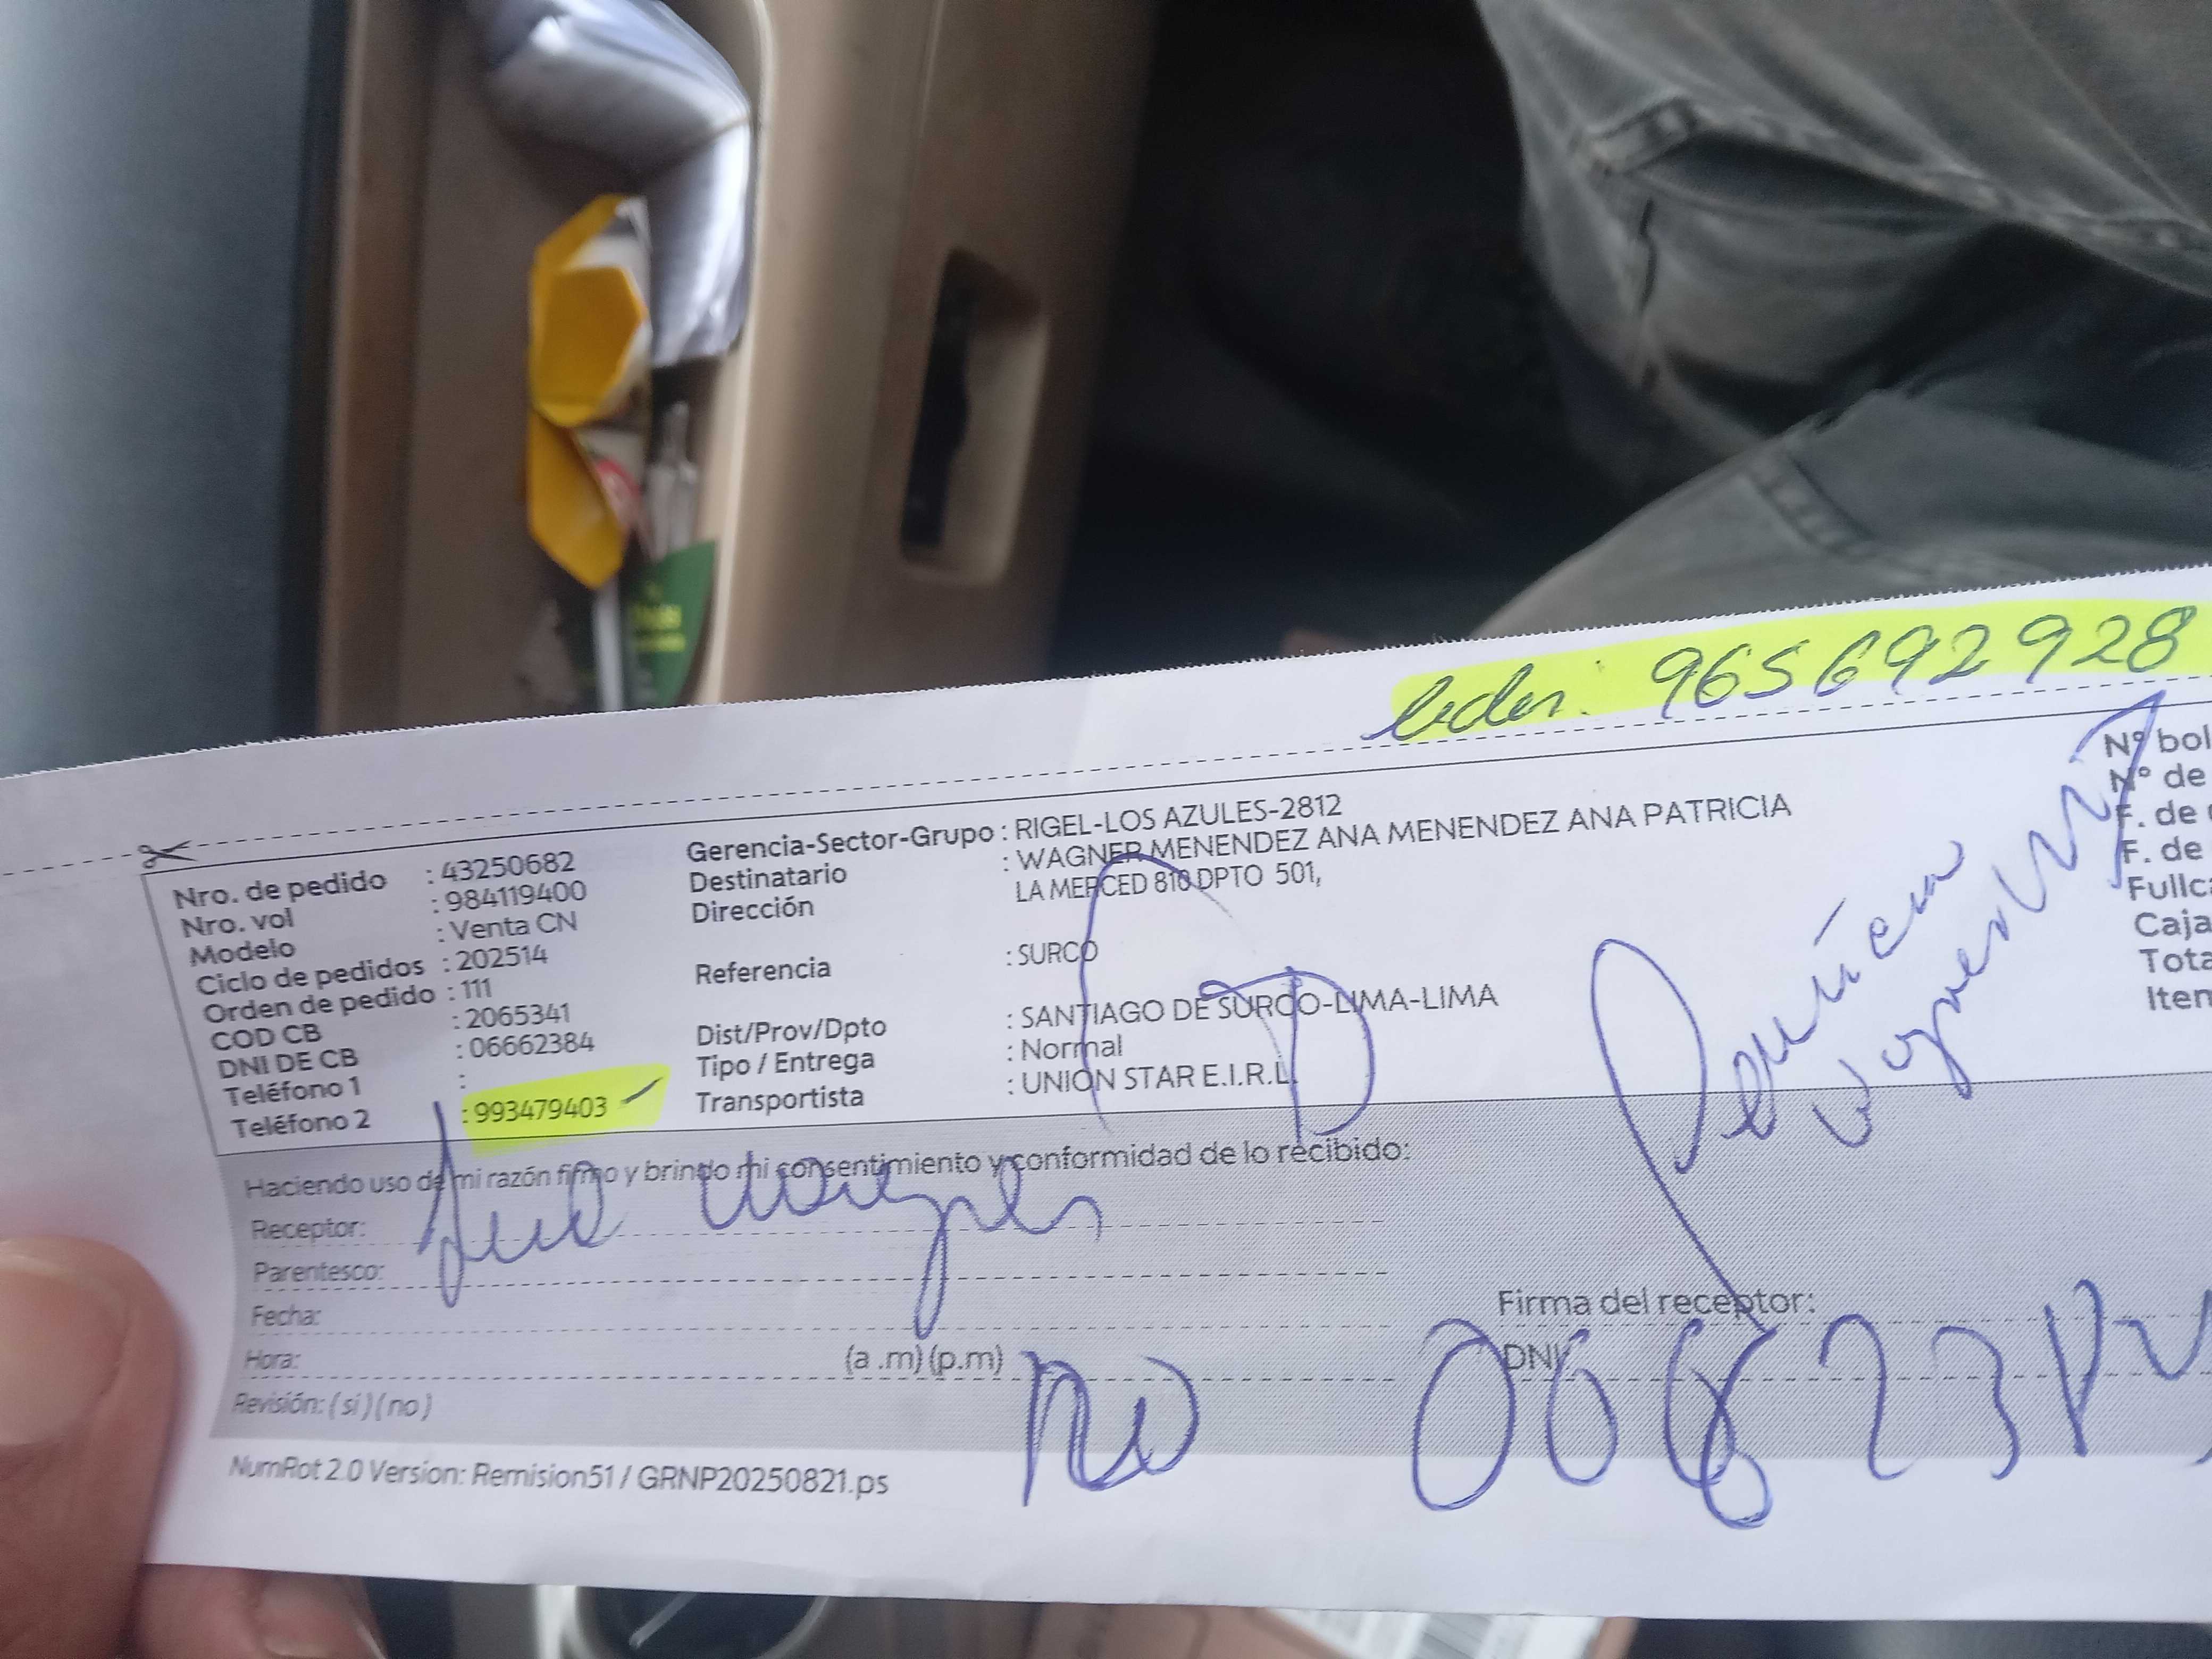 leder: 965692928
Nro. de pedido : 43250682
Nro. vol : 984119400
Modelo : Venta CN
Ciclo de pedidos : 202514
Orden de pedido : 111
COD CB : 2065341
DNI DE CB : 06662384
Teléfono 1 :
Teléfono 2 : 993479403
Gerencia-Sector-Grupo : RIGEL-LOS AZULES-2812
Destinatario : WAGNER MENENDEZ ANA MENENDEZ ANA PATRICIA
Dirección LA MERCED 810 DPTO 501,
Referencia : SURCO
Dist/Prov/Dpto : SANTIAGO DE SURCO-LIMA-LIMA
Tipo / Entrega : Normal
Transportista : UNION STAR E.I.R.L.
Nº bol
Nº de
F. de
F. de
Fullc
Caja
Tota
Iten
Haciendo uso de mi razón firmo y brindo mi consentimiento y conformidad de lo recibido:
Receptor:
Parentesco:
Fecha:
Hora: (a .m) (p.m)
Revisión: ( si ) ( no )
Firma del receptor:
DNI:
NumRot 2.0 Version: Remision51 / GRNP20250821.ps